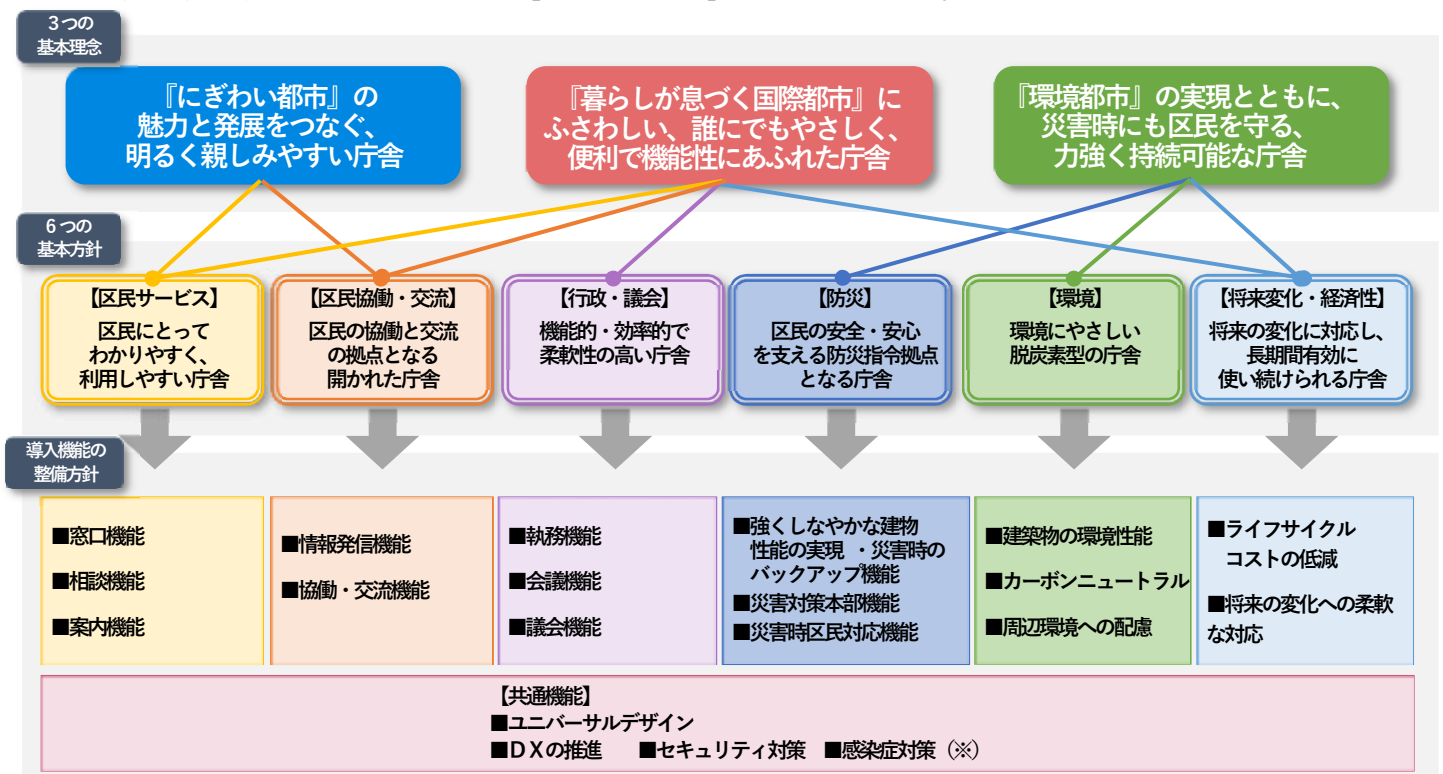 3つの
基本理念
『にぎわい都市』の
魅力と発展をつなぐ、
明るく親しみやすい庁舎
『暮らしが息づく国際都市』に
ふさわしい、誰にでもやさしく、
便利で機能性にあふれた庁舎
『環境都市』の実現とともに、
災害時にも区民を守る、
力強く持続可能な庁舎
6つの
基本方針
【区民サービス】
区民にとって
わかりやすく、
利用しやすい庁舎
【区民協働・交流】
区民の協働と交流
の拠点となる
開かれた庁舎
【行政・議会】
機能的・効率的で
柔軟性の高い庁舎
【防災】
区民の安全・安心
を支える防災指令拠点
となる庁舎
【環境】
環境にやさしい
脱炭素型の庁舎
【将来変化・経済性】
将来の変化に対応し、
長期間有効に
使い続けられる庁舎
導入機能の
整備方針
■窓口機能
■相談機能
■案内機能
■情報発信機能
■協働・交流機能
■執務機能
■会議機能
■議会機能
■強くしなやかな建物
性能の実現 ・災害時の
バックアップ機能
■災害対策本部機能
■災害時区民対応機能
■建築物の環境性能
■カーボンニュートラル
■周辺環境への配慮
■ライフサイクル
コストの低減
■将来の変化への柔軟
な対応
【共通機能】
■ユニバーサルデザイン
■DXの推進 ■セキュリティ対策 ■感染症対策（※）